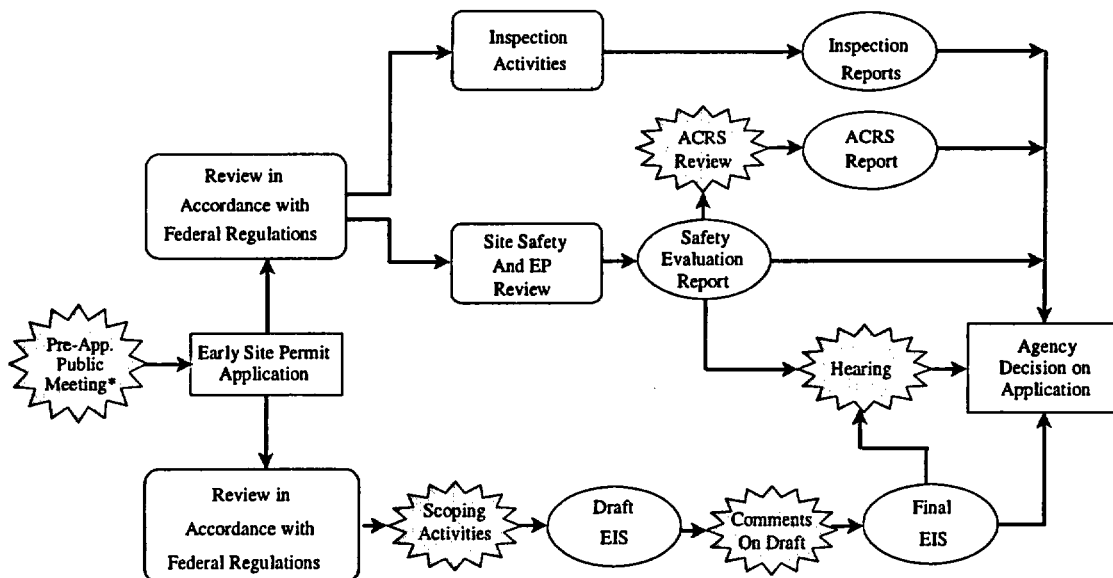 Inspection
Activities
Inspection
Reports
ACRS
Review
ACRS
Report
Review in
Accordance with
Federal Regulations
Site Safety
And EP
Review
Safety
Evaluation
Report
Pre-App.
Public
Meeting*
Early Site Permit
Application
Hearing
Agency
Decision on
Application
Review in
Accordance with
Federal Regulations
Scoping
Activities
Draft
EIS
Comments
On Draft
Final
EIS